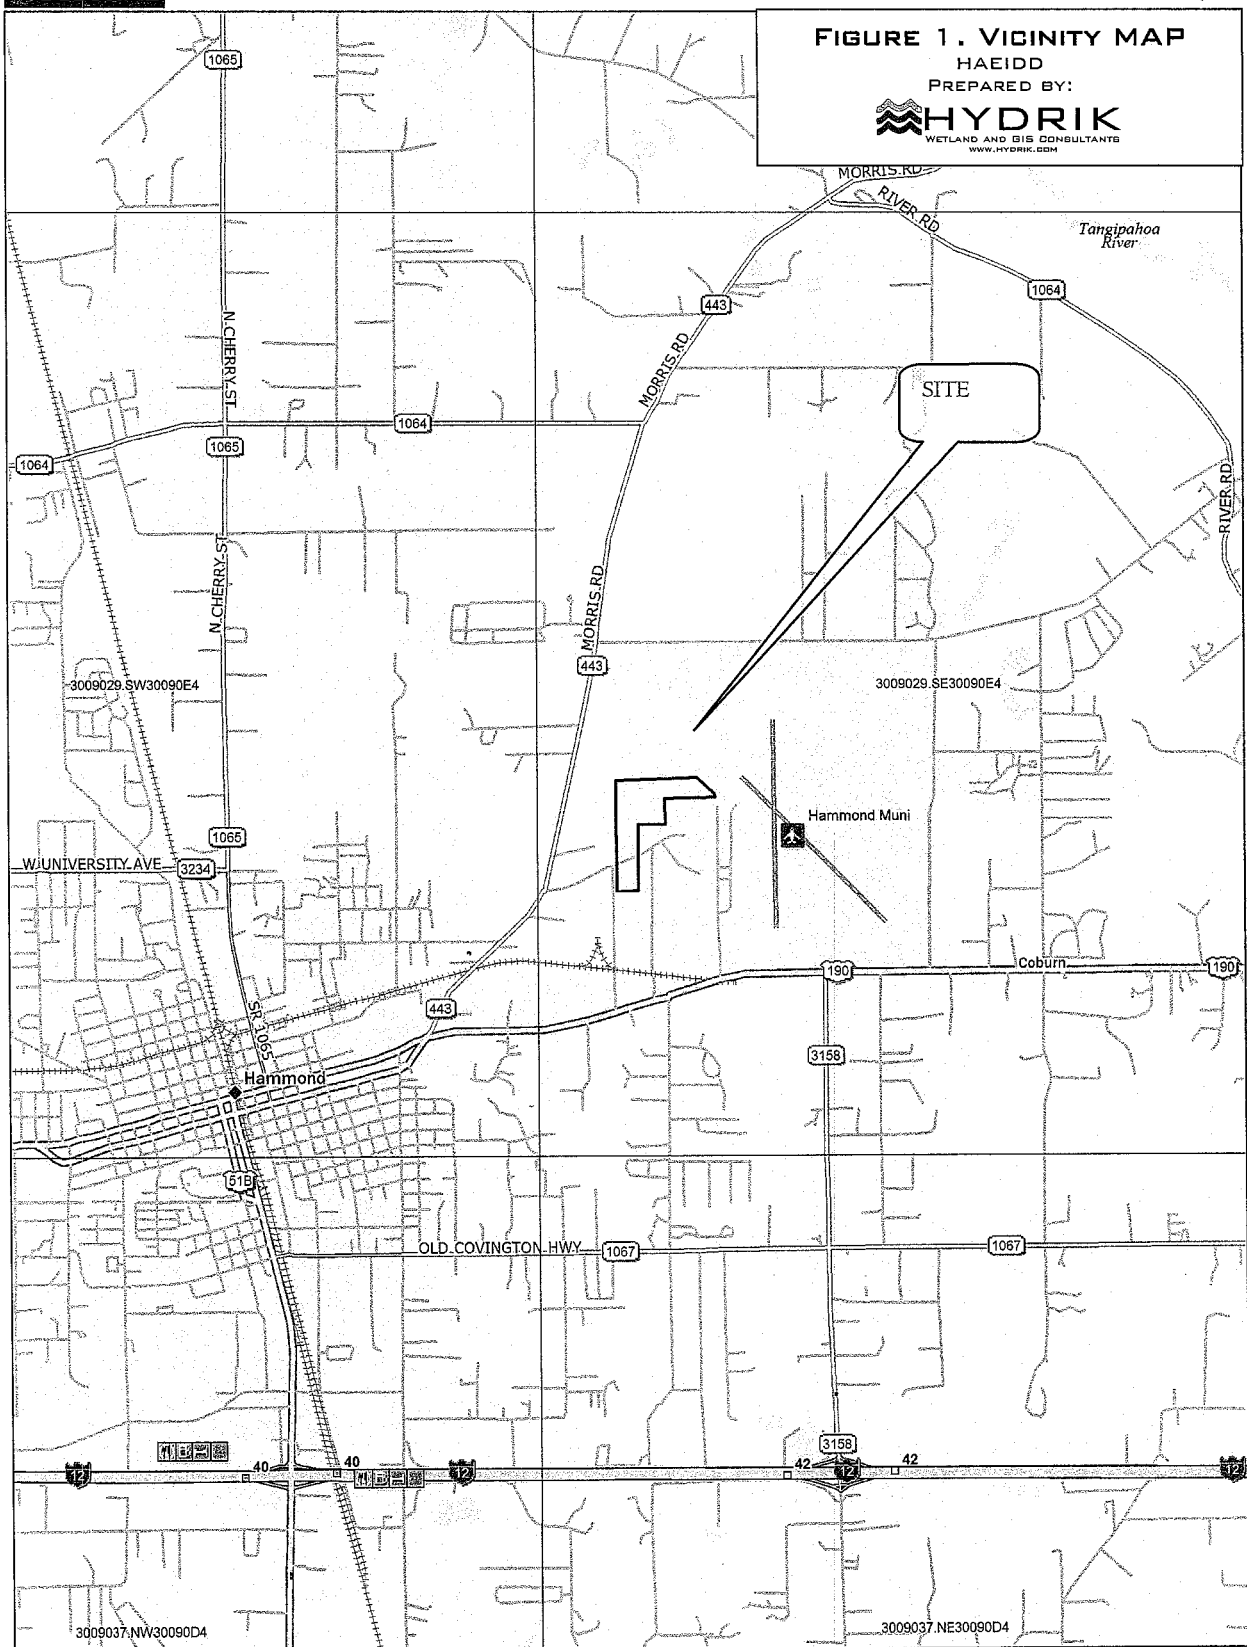 FIGURE 1. VICINITY MAP
HAEIDD
PREPARED BY:
HYDRIK
WETLAND AND GIS CONSULTANTS
WWW.HYDRIK.COM
1065
MORRIS RD
RIVER RD
Tangipahoa
River
1064
443
N CHERRY ST
MORRIS RD
SITE
1064
1065
1064
RIVER RD
N CHERRY ST
MORRIS RD
443
3009029.SW30090E4
3009029.SE30090E4
Hammond Muni
1065
W UNIVERSITY AVE
3234
190
Coburn
190
443
SR 1065
3158
Hammond
51B
OLD COVINGTON HWY
1067
1067
3158
12
40
40
12
42
12
42
12
3009037.NW30090D4
3009037.NE30090D4